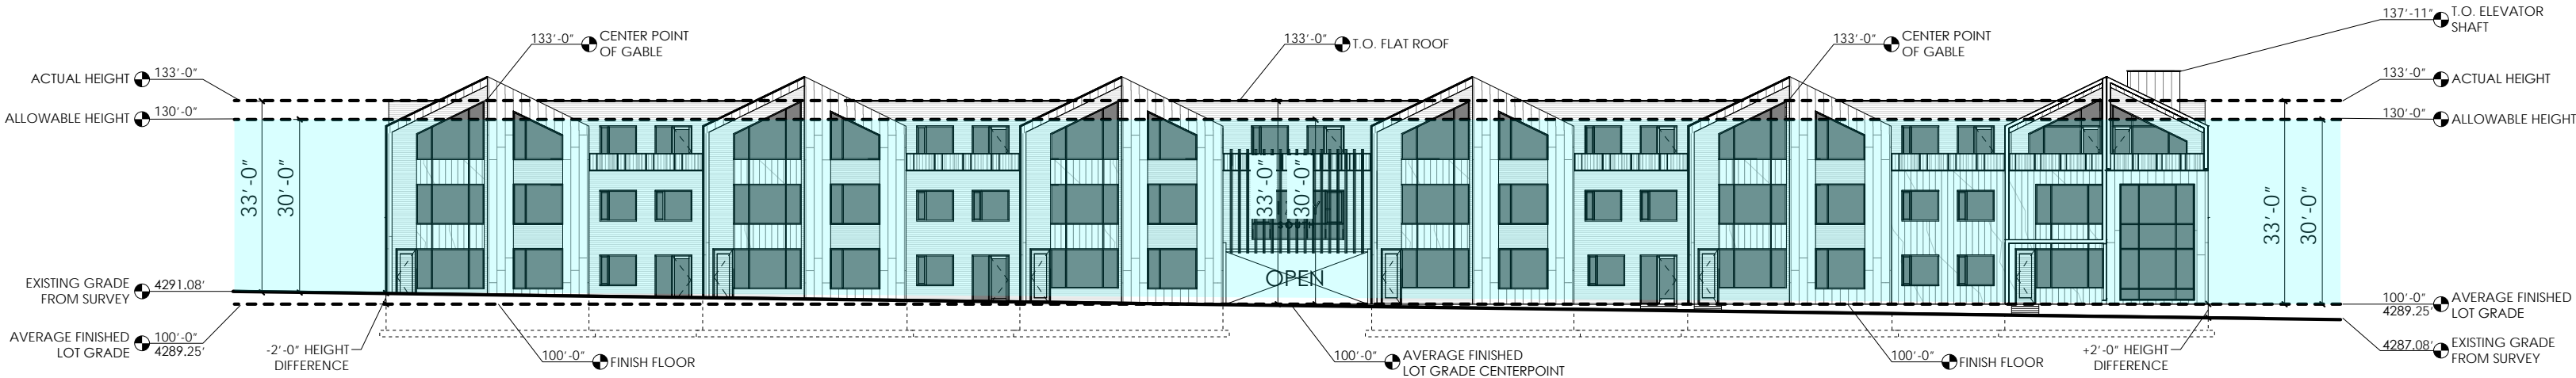 137'-11"
T.O. ELEVATOR
SHAFT
133'-0"
CENTER POINT
OF GABLE
133'-0"
T.O. FLAT ROOF
133'-0"
CENTER POINT
OF GABLE
ACTUAL HEIGHT
133'-0"
133'-0"
ACTUAL HEIGHT
ALLOWABLE HEIGHT
130'-0"
130'-0"
ALLOWABLE HEIGHT
33'-0"
30'-0"
33'-0"
30'-0"
33'-0"
30'-0"
OPEN
EXISTING GRADE
FROM SURVEY
4291.08'
100'-0"
4289.25'
AVERAGE FINISHED
LOT GRADE
AVERAGE FINISHED
LOT GRADE
100'-0"
4289.25'
-2'-0" HEIGHT
DIFFERENCE
100'-0"
FINISH FLOOR
100'-0"
AVERAGE FINISHED
LOT GRADE CENTERPOINT
100'-0"
FINISH FLOOR
+2'-0" HEIGHT
DIFFERENCE
4287.08'
EXISTING GRADE
FROM SURVEY